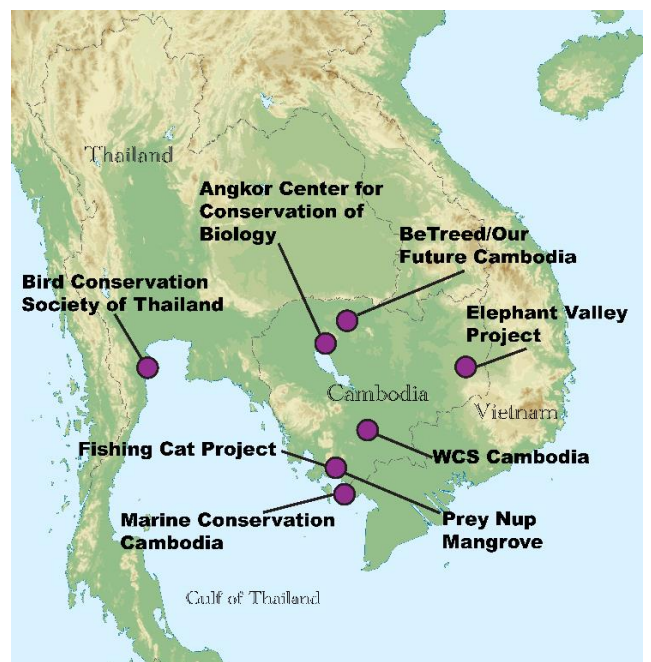 Thailand
Angkor Center for
Conservation of
Biology
BeTreed/Our
Future Cambodia
Bird Conservation
Society of Thailand
Elephant Valley
Project
Cambodia
Vietnam
Fishing Cat Project
WCS Cambodia
Marine Conservation
Cambodia
Prey Nup
Mangrove
Gulf of Thailand